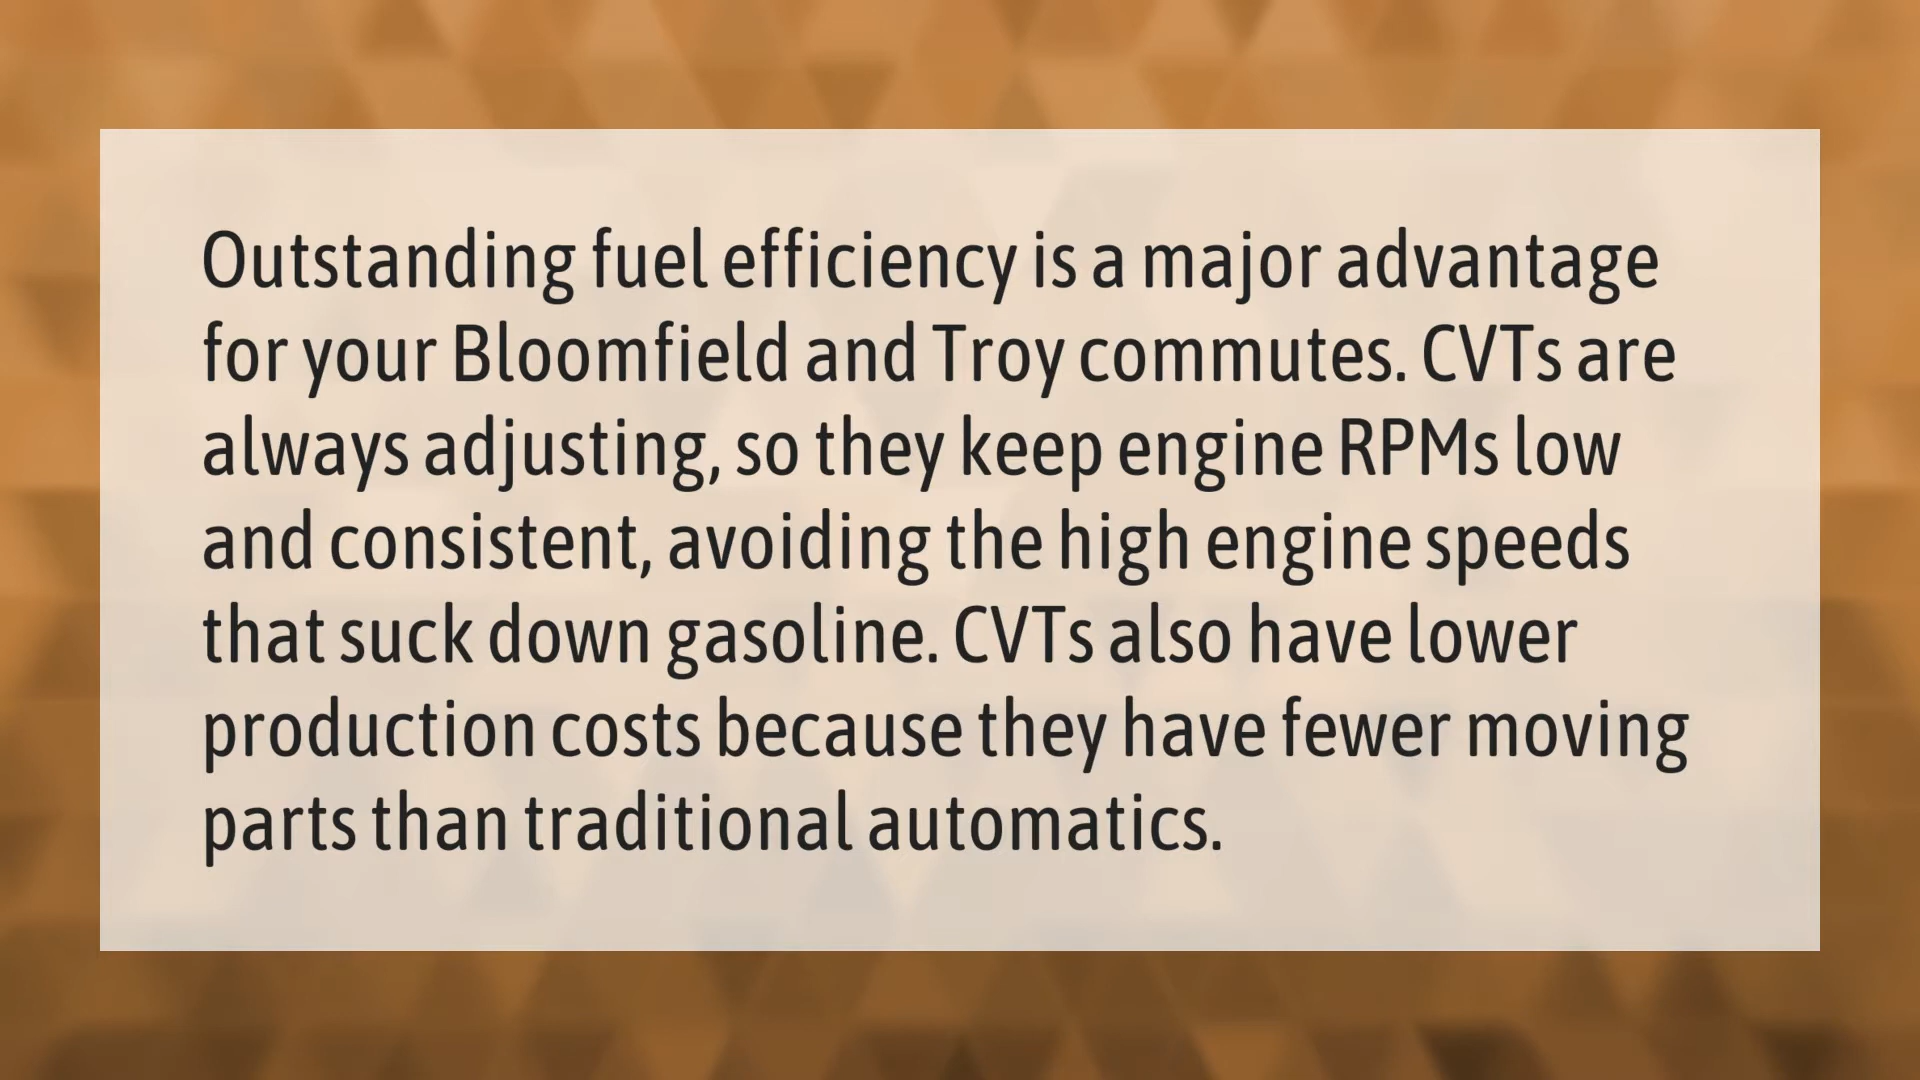 Outstanding fuel efficiency is a major advantage
for your Bloomfield and Troy commutes. CVTs are
always adjusting, so they keep engine RPMs low
and consistent, avoiding the high engine speeds
that suck down gasoline. CVTs also have lower
production costs because they have fewer moving
parts than traditional automatics.